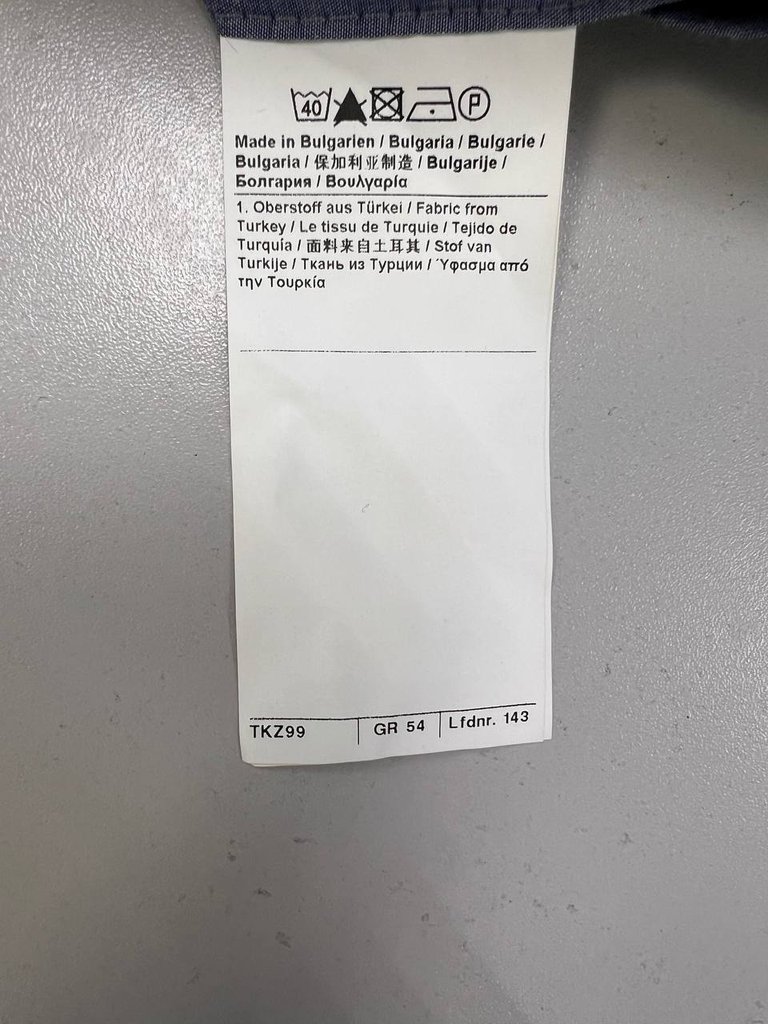 40 P
Made in Bulgarien / Bulgaria / Bulgarie /
Bulgaria / 保加利亚制造 / Bulgarije /
Болгария / Βουλγαρία
1. Oberstoff aus Türkei / Fabric from
Turkey / Le tissu de Turquie / Tejido de
Turquía / 面料来自土耳其 / Stof van
Turkije / Ткань из Турции / Ύφασμα από
την Τουρκία
TKZ99 GR 54 Lfdnr. 143